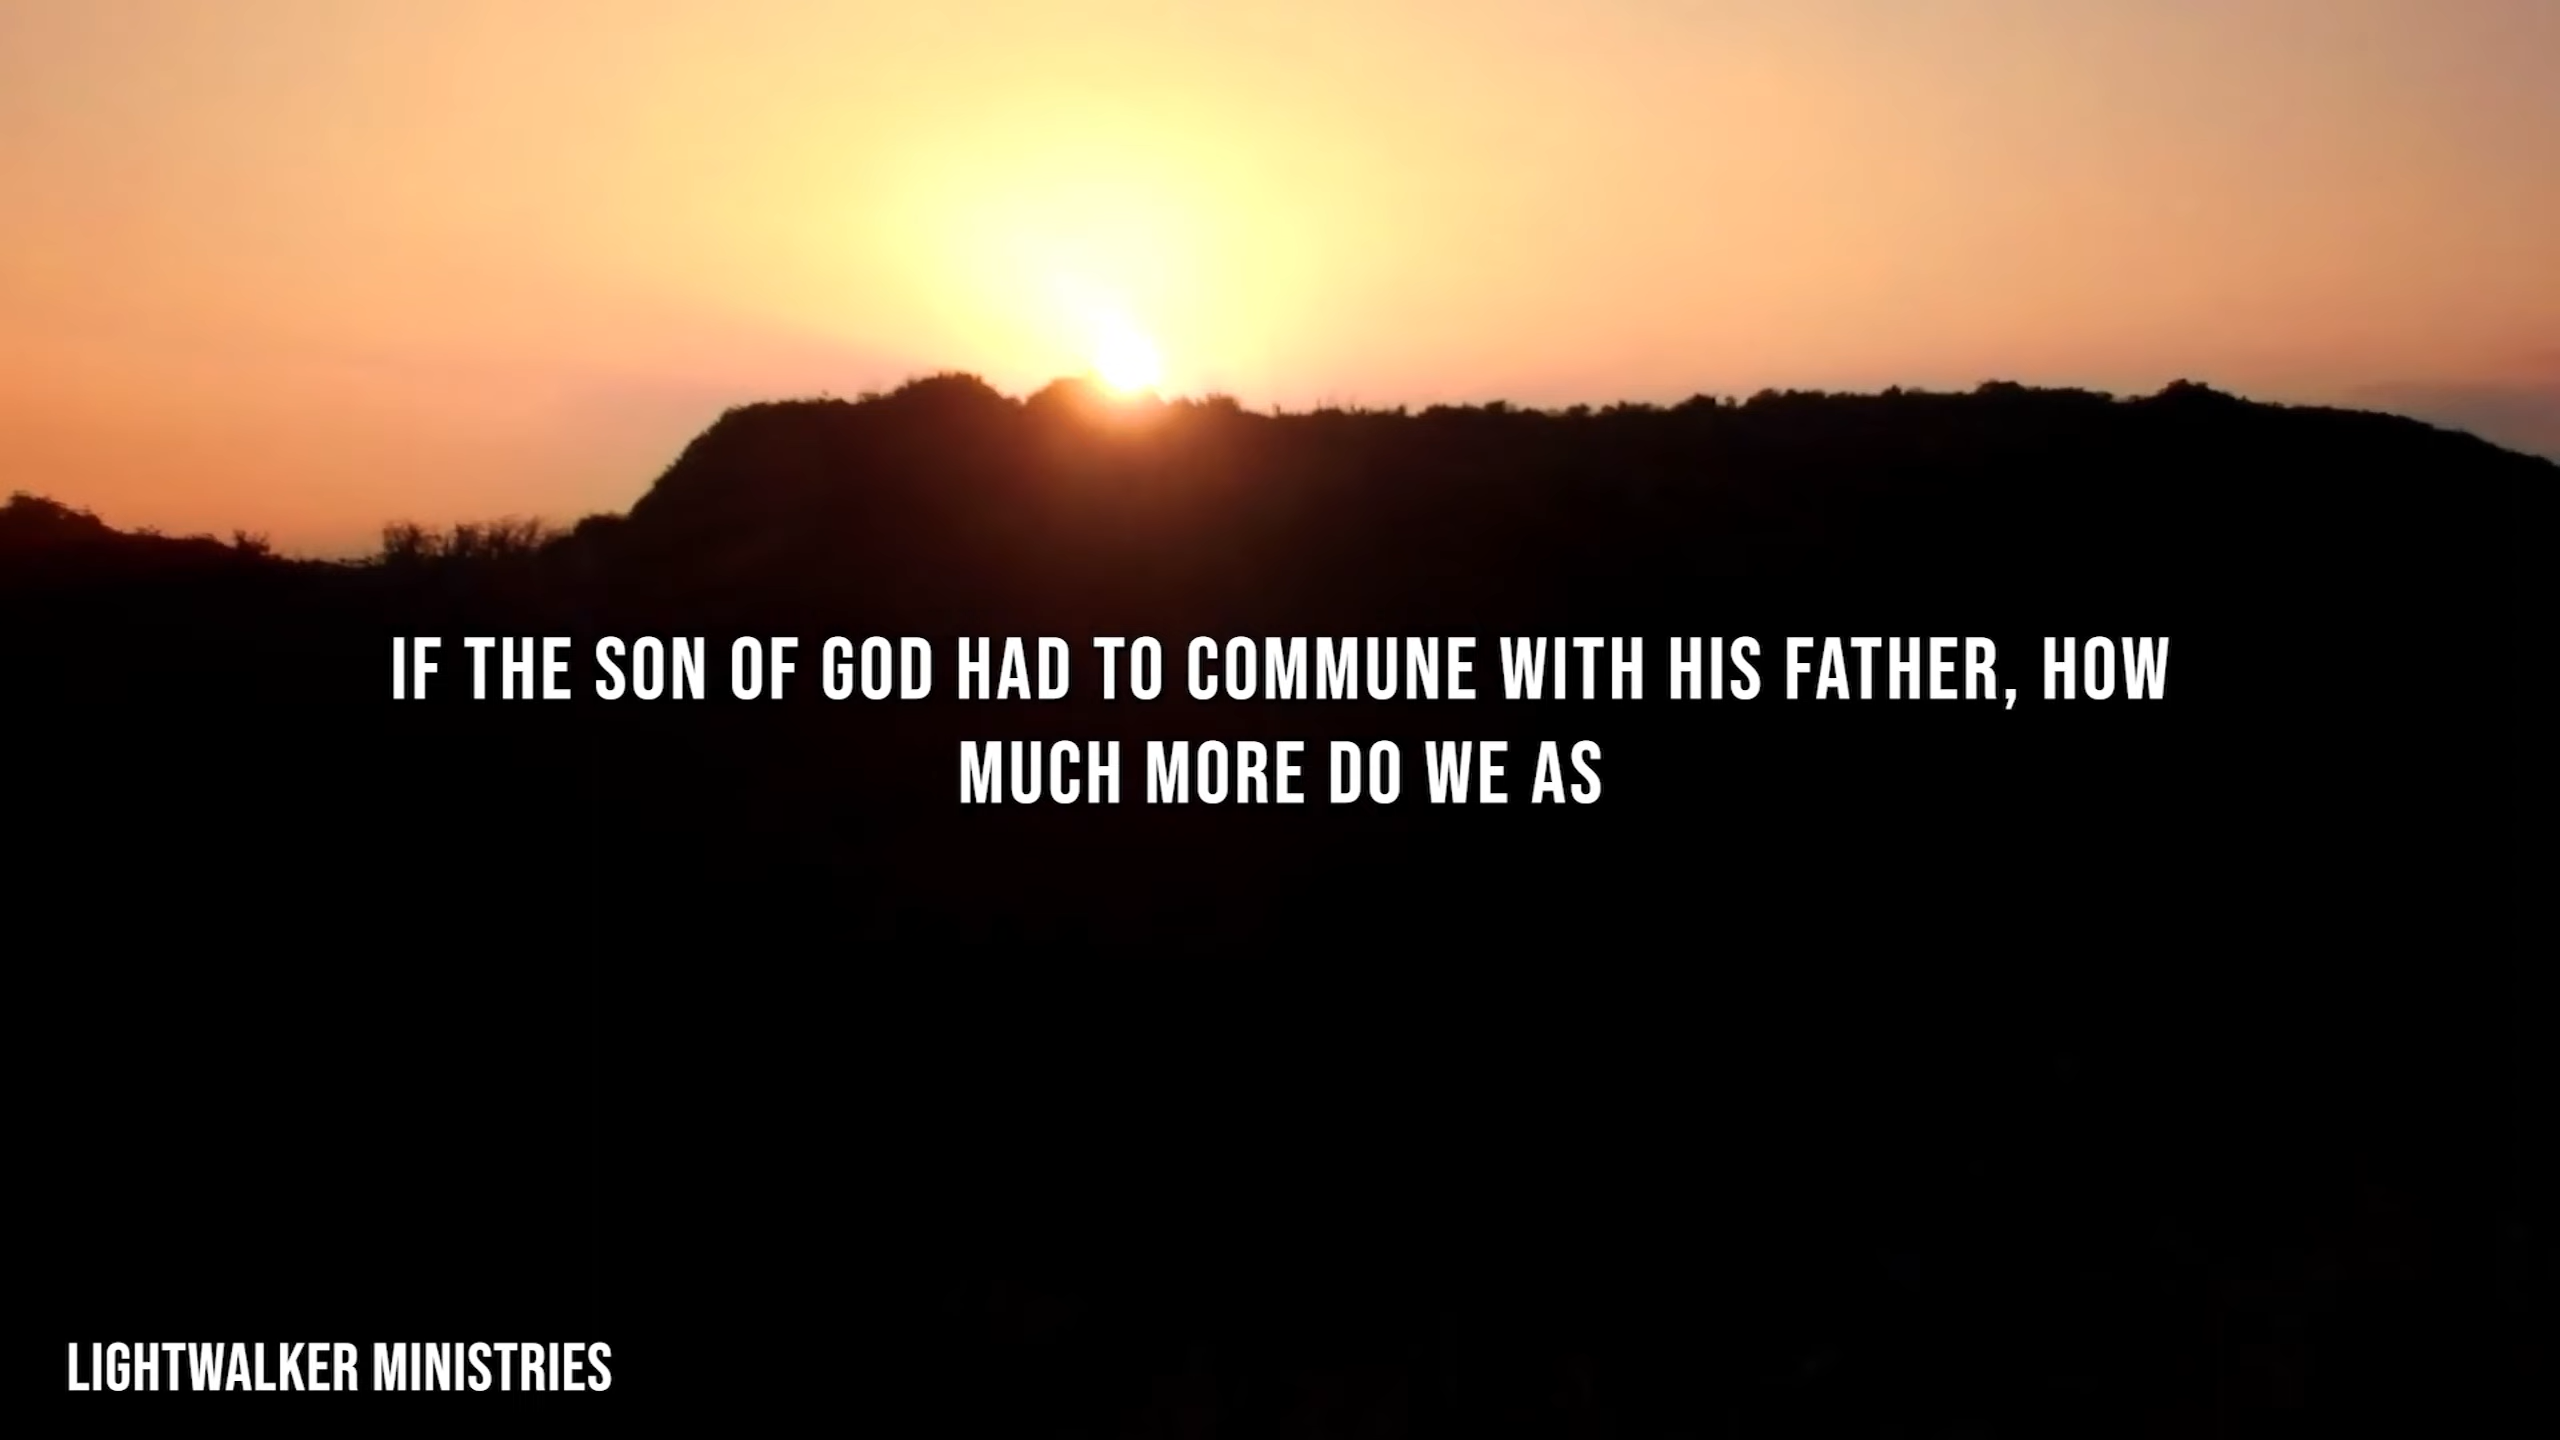 IF THE SON OF GOD HAD TO COMMUNE WITH HIS FATHER, HOW
MUCH MORE DO WE AS
LIGHTWALKER MINISTRIES